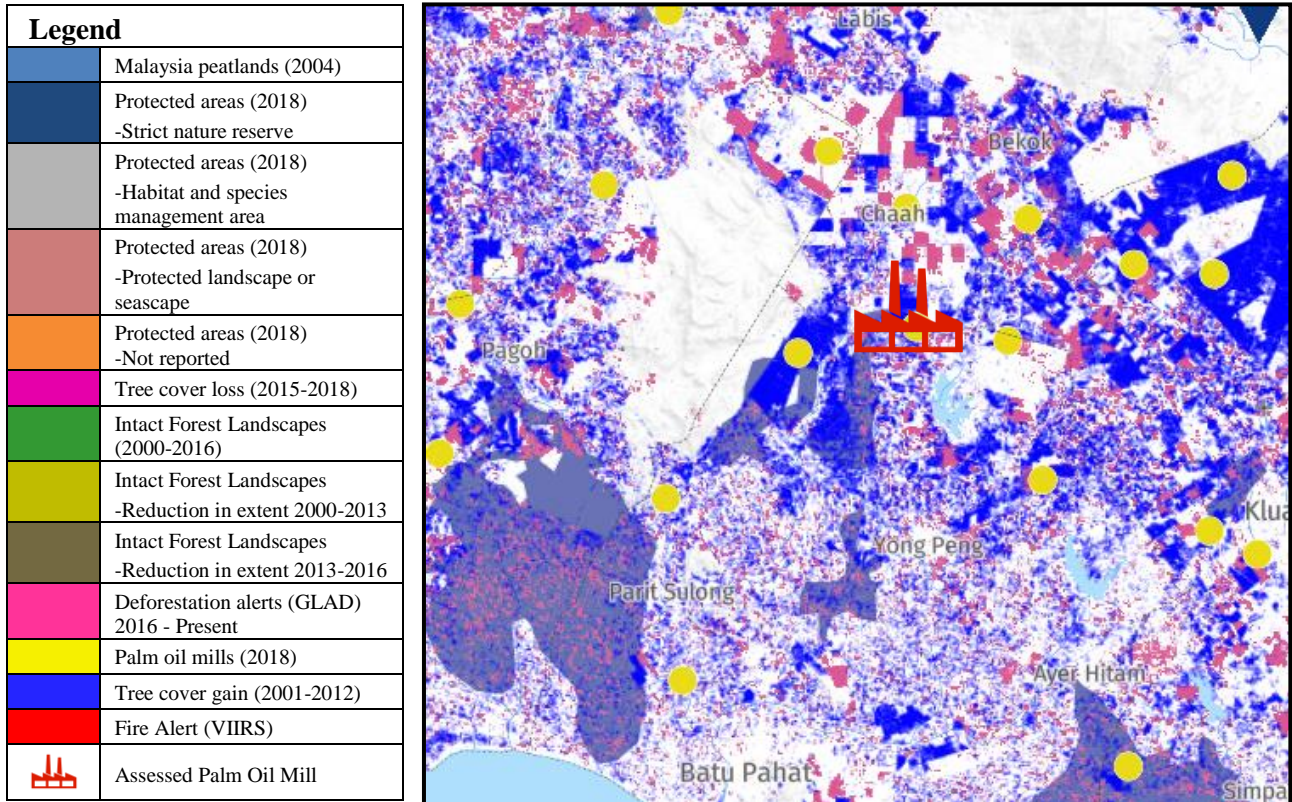 Legend
Malaysia peatlands (2004)
Protected areas (2018)
-Strict nature reserve
Protected areas (2018)
-Habitat and species
management area
Protected areas (2018)
-Protected landscape or
seascape
Protected areas (2018)
-Not reported
Tree cover loss (2015-2018)
Intact Forest Landscapes
(2000-2016)
Intact Forest Landscapes
-Reduction in extent 2000-2013
Intact Forest Landscapes
-Reduction in extent 2013-2016
Deforestation alerts (GLAD)
2016 - Present
Palm oil mills (2018)
Tree cover gain (2001-2012)
Fire Alert (VIIRS)
Assessed Palm Oil Mill
Labis
Bekok
Chaah
Pagoh
Klua
Yong Peng
Parit Sulong
Ayer Hitam
Batu Pahat
Simpa